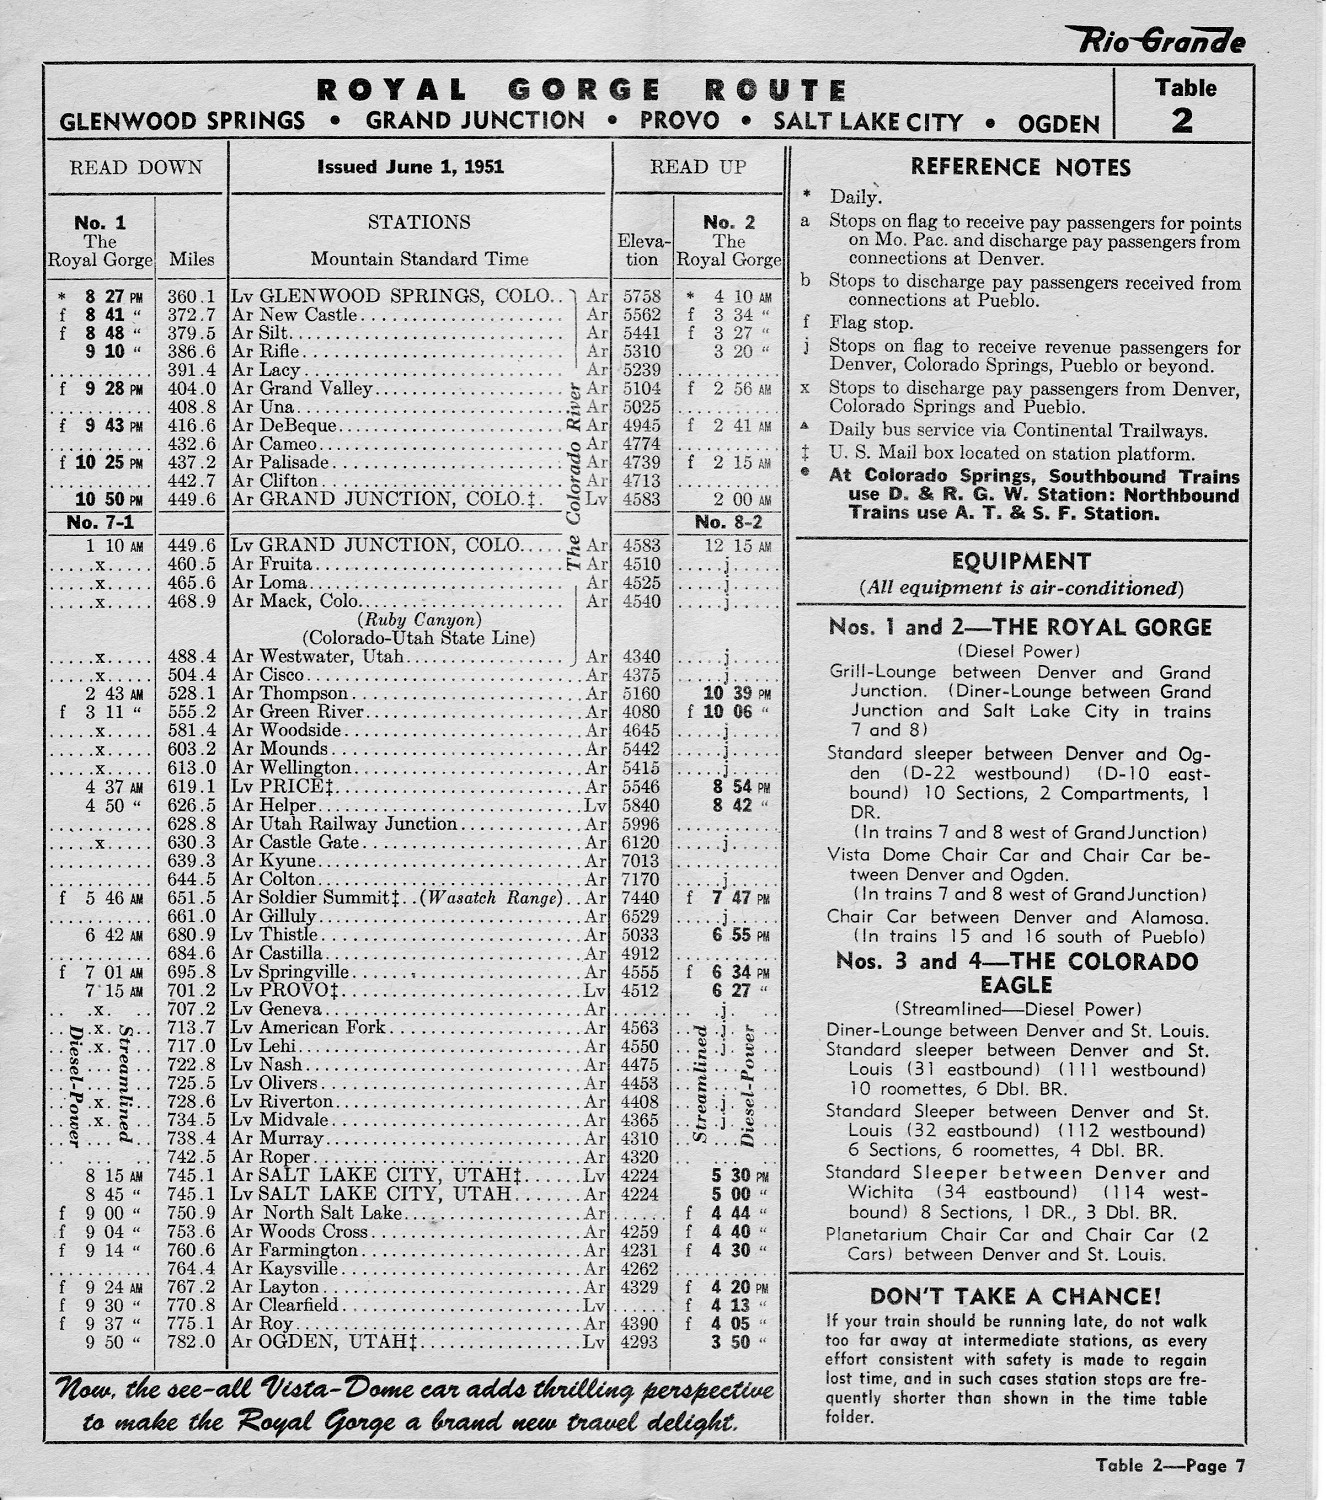 Rio Grande
ROYAL GORGE ROUTE
GLENWOOD SPRINGS • GRAND JUNCTION • PROVO • SALT LAKE CITY • OGDEN
Table
2
READ DOWN
Issued June 1, 1951
READ UP
No. 1
The
Royal Gorge
Miles
STATIONS
Mountain Standard Time
Eleva-
tion
No. 2
The
Royal Gorge
* 8 27 PM 360.1 Lv GLENWOOD SPRINGS, COLO.. Ar 5758 * 4 10 AM
f 8 41 " 372.7 Ar New Castle Ar 5562 f 3 34 "
f 8 48 " 379.5 Ar Silt Ar 5441 f 3 27 "
9 10 " 386.6 Ar Rifle Ar 5310 3 20 "
391.4 Ar Lacy Ar 5239
f 9 28 PM 404.0 Ar Grand Valley Ar 5104 f 2 56 AM
408.8 Ar Una Ar 5025
f 9 43 PM 416.6 Ar DeBeque Ar 4945 f 2 41 AM
432.6 Ar Cameo Ar 4774
f 10 25 PM 437.2 Ar Palisade Ar 4739 f 2 15 AM
442.7 Ar Clifton Ar 4713
10 50 PM 449.6 Ar GRAND JUNCTION, COLO.‡. Lv 4583 2 00 AM
The Colorado River
No. 7-1 No. 8-2
1 10 AM 449.6 Lv GRAND JUNCTION, COLO. Ar 4583 12 15 AM
x 460.5 Ar Fruita Ar 4510 j
x 465.6 Ar Loma Ar 4525 j
x 468.9 Ar Mack, Colo. Ar 4540 j
(Ruby Canyon)
(Colorado-Utah State Line)
x 488.4 Ar Westwater, Utah Ar 4340 j
x 504.4 Ar Cisco Ar 4375 j
2 43 AM 528.1 Ar Thompson Ar 5160 10 39 PM
f 3 11 " 555.2 Ar Green River Ar 4080 f 10 06 "
x 581.4 Ar Woodside Ar 4645 j
x 603.2 Ar Mounds Ar 5442 j
x 613.0 Ar Wellington Ar 5415 j
4 37 AM 619.1 Lv PRICE‡ Ar 5546 8 54 PM
4 50 " 626.5 Ar Helper Lv 5840 8 42 "
628.8 Ar Utah Railway Junction Ar 5996
x 630.3 Ar Castle Gate Ar 6120 j
639.3 Ar Kyune Ar 7013
644.5 Ar Colton Ar 7170 j
f 5 46 AM 651.5 Ar Soldier Summit‡..(Wasatch Range).. Ar 7440 f 7 47 PM
661.0 Ar Gilluly Ar 6529 j
6 42 AM 680.9 Lv Thistle Ar 5033 6 55 PM
684.6 Ar Castilla Ar 4912
f 7 01 AM 695.8 Lv Springville Ar 4555 f 6 34 PM
7 15 AM 701.2 Lv PROVO‡ Lv 4512 6 27 "
x 707.2 Lv Geneva Ar j
x 713.7 Lv American Fork Ar 4563 j
x 717.0 Lv Lehi Ar 4550 j
722.8 Lv Nash Ar 4475
725.5 Lv Olivers Ar 4453
x 728.6 Lv Riverton Ar 4408 j
x 734.5 Lv Midvale Ar 4365 j
738.4 Ar Murray Ar 4310
742.5 Ar Roper Ar 4320
Diesel-Power
Streamlined
Streamlined
Diesel-Power
8 15 AM 745.1 Ar SALT LAKE CITY, UTAH‡ Lv 4224 5 30 PM
8 45 " 745.1 Lv SALT LAKE CITY, UTAH Ar 4224 5 00 "
f 9 00 " 750.9 Ar North Salt Lake Ar f 4 44 "
f 9 04 " 753.6 Ar Woods Cross Ar 4259 f 4 40 "
f 9 14 " 760.6 Ar Farmington Ar 4231 f 4 30 "
764.4 Ar Kaysville Ar 4262
f 9 24 AM 767.2 Ar Layton Ar 4329 f 4 20 PM
f 9 30 " 770.8 Ar Clearfield Lv f 4 13 "
f 9 37 " 775.1 Ar Roy Ar 4390 f 4 05 "
9 50 " 782.0 Ar OGDEN, UTAH‡ Lv 4293 3 50 "
Now, the see-all Vista-Dome car adds thrilling perspective
to make the Royal Gorge a brand new travel delight.
REFERENCE NOTES
* Daily.
a Stops on flag to receive pay passengers for points
on Mo. Pac. and discharge pay passengers from
connections at Denver.
b Stops to discharge pay passengers received from
connections at Pueblo.
f Flag stop.
j Stops on flag to receive revenue passengers for
Denver, Colorado Springs, Pueblo or beyond.
x Stops to discharge pay passengers from Denver,
Colorado Springs and Pueblo.
▲ Daily bus service via Continental Trailways.
‡ U. S. Mail box located on station platform.
● At Colorado Springs, Southbound Trains
use D. & R. G. W. Station: Northbound
Trains use A. T. & S. F. Station.
EQUIPMENT
(All equipment is air-conditioned)
Nos. 1 and 2—THE ROYAL GORGE
(Diesel Power)
Grill-Lounge between Denver and Grand
Junction. (Diner-Lounge between Grand
Junction and Salt Lake City in trains
7 and 8)
Standard sleeper between Denver and Og-
den (D-22 westbound) (D-10 east-
bound) 10 Sections, 2 Compartments, 1
DR.
(In trains 7 and 8 west of Grand Junction)
Vista Dome Chair Car and Chair Car be-
tween Denver and Ogden.
(In trains 7 and 8 west of Grand Junction)
Chair Car between Denver and Alamosa.
(In trains 15 and 16 south of Pueblo)
Nos. 3 and 4—THE COLORADO
EAGLE
(Streamlined—Diesel Power)
Diner-Lounge between Denver and St. Louis.
Standard sleeper between Denver and St.
Louis (31 eastbound) (111 westbound)
10 roomettes, 6 Dbl. BR.
Standard Sleeper between Denver and St.
Louis (32 eastbound) (112 westbound)
6 Sections, 6 roomettes, 4 Dbl. BR.
Standard Sleeper between Denver and
Wichita (34 eastbound) (114 west-
bound) 8 Sections, 1 DR., 3 Dbl. BR.
Planetarium Chair Car and Chair Car (2
Cars) between Denver and St. Louis.
DON'T TAKE A CHANCE!
If your train should be running late, do not walk
too far away at intermediate stations, as every
effort consistent with safety is made to regain
lost time, and in such cases station stops are fre-
quently shorter than shown in the time table
folder.
Table 2—Page 7